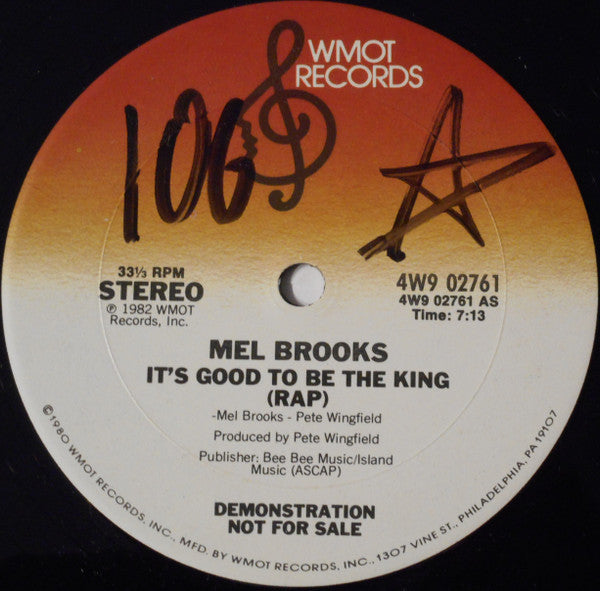 WMOT
RECORDS
106
33⅓ RPM
STEREO
℗ 1982 WMOT
Records, Inc.
4W9 02761
4W9 02761 AS
Time: 7:13
MEL BROOKS
IT'S GOOD TO BE THE KING
(RAP)
-Mel Brooks - Pete Wingfield
Produced by Pete Wingfield
Publisher: Bee Bee Music/Island
Music (ASCAP)
DEMONSTRATION
NOT FOR SALE
©1980 WMOT RECORDS, INC., MFD. BY WMOT RECORDS, INC., 1307 VINE ST., PHILADELPHIA, PA 19107